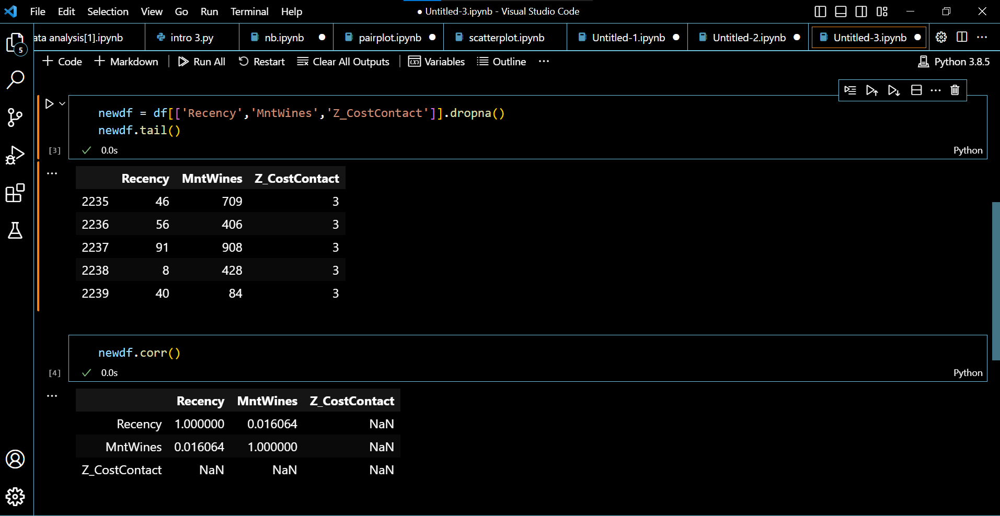 File Edit Selection View Go Run Terminal Help ● Untitled-3.ipynb - Visual Studio Code
ata analysis[1].ipynb intro 3.py nb.ipynb ● pairplot.ipynb ● scatterplot.ipynb Untitled-1.ipynb ● Untitled-2.ipynb ● Untitled-3.ipynb ●
5
+ Code + Markdown | Run All Restart Clear All Outputs | Variables Outline ··· Python 3.8.5
newdf = df[['Recency','MntWines','Z_CostContact']].dropna()
newdf.tail()
[3] ✓ 0.0s Python
Recency MntWines Z_CostContact
2235 46 709 3
2236 56 406 3
2237 91 908 3
2238 8 428 3
2239 40 84 3
newdf.corr()
[4] ✓ 0.0s Python
Recency MntWines Z_CostContact
Recency 1.000000 0.016064 NaN
MntWines 0.016064 1.000000 NaN
Z_CostContact NaN NaN NaN